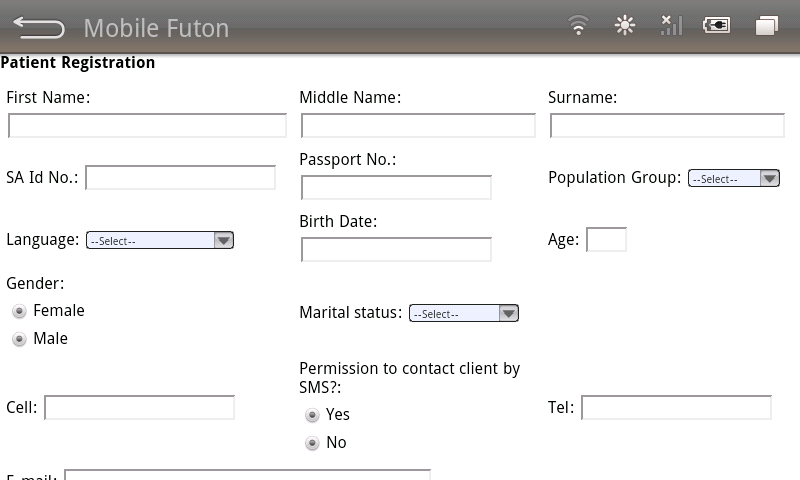 Mobile Futon
Patient Registration
First Name:
Middle Name:
Surname:
SA Id No.:
Passport No.:
Population Group: --Select--
Language: --Select--
Birth Date:
Age:
Gender:
Female
Male
Marital status: --Select--
Cell:
Permission to contact client by
SMS?:
Yes
No
Tel:
E-mail: